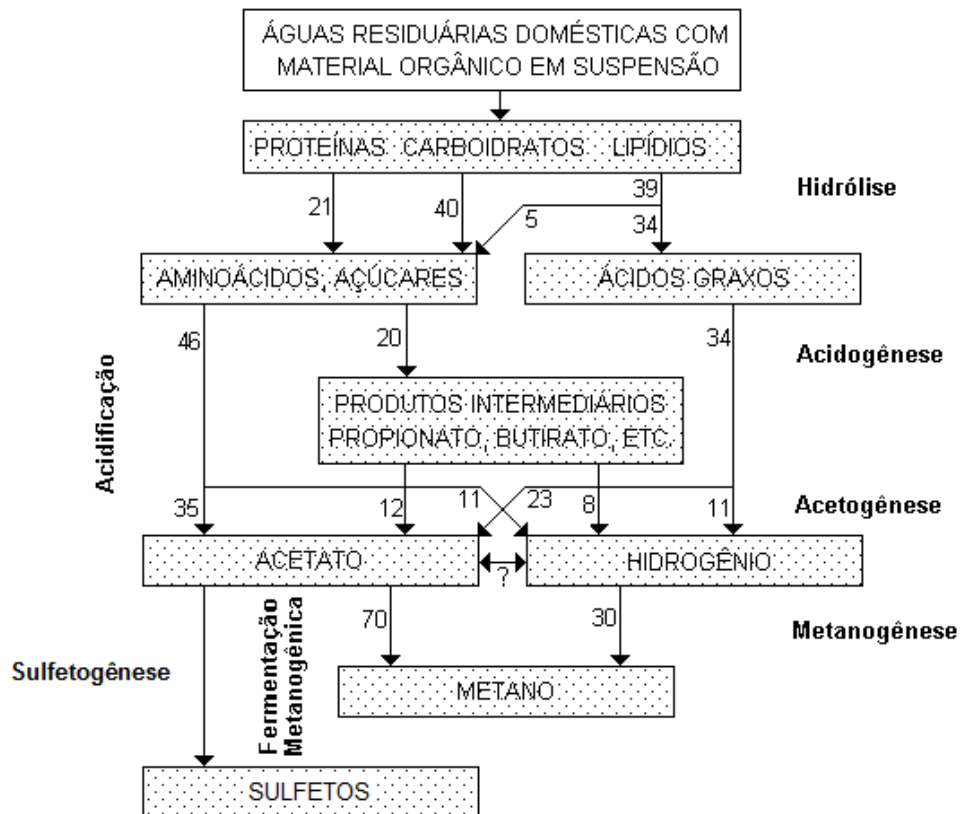 ÁGUAS RESIDUÁRIAS DOMÉSTICAS COM
MATERIAL ORGÂNICO EM SUSPENSÃO
PROTEÍNAS CARBOIDRATOS LIPÍDIOS
39
Hidrólise
21
40
5
34
AMINOÁCIDOS, AÇÚCARES
ÁCIDOS GRAXOS
46
20
34
Acidogênese
Acidificação
PRODUTOS INTERMEDIÁRIOS
PROPIONATO, BUTIRATO, ETC.
35
12
11
23
8
11
Acetogênese
ACETATO
?
HIDROGÊNIO
70
30
Metanogênese
Sulfetogênese
Fermentação
Metanogênica
METANO
SULFETOS